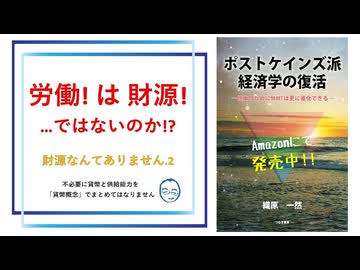 労働! は 財源!
...ではないのか!?
財源なんてありません.2
不必要に貨幣と供給能力を
「貨幣概念」でまとめてはなりません
ポストケインズ派
経済学の復活
Amazonにて
発売中!!
織原 一然